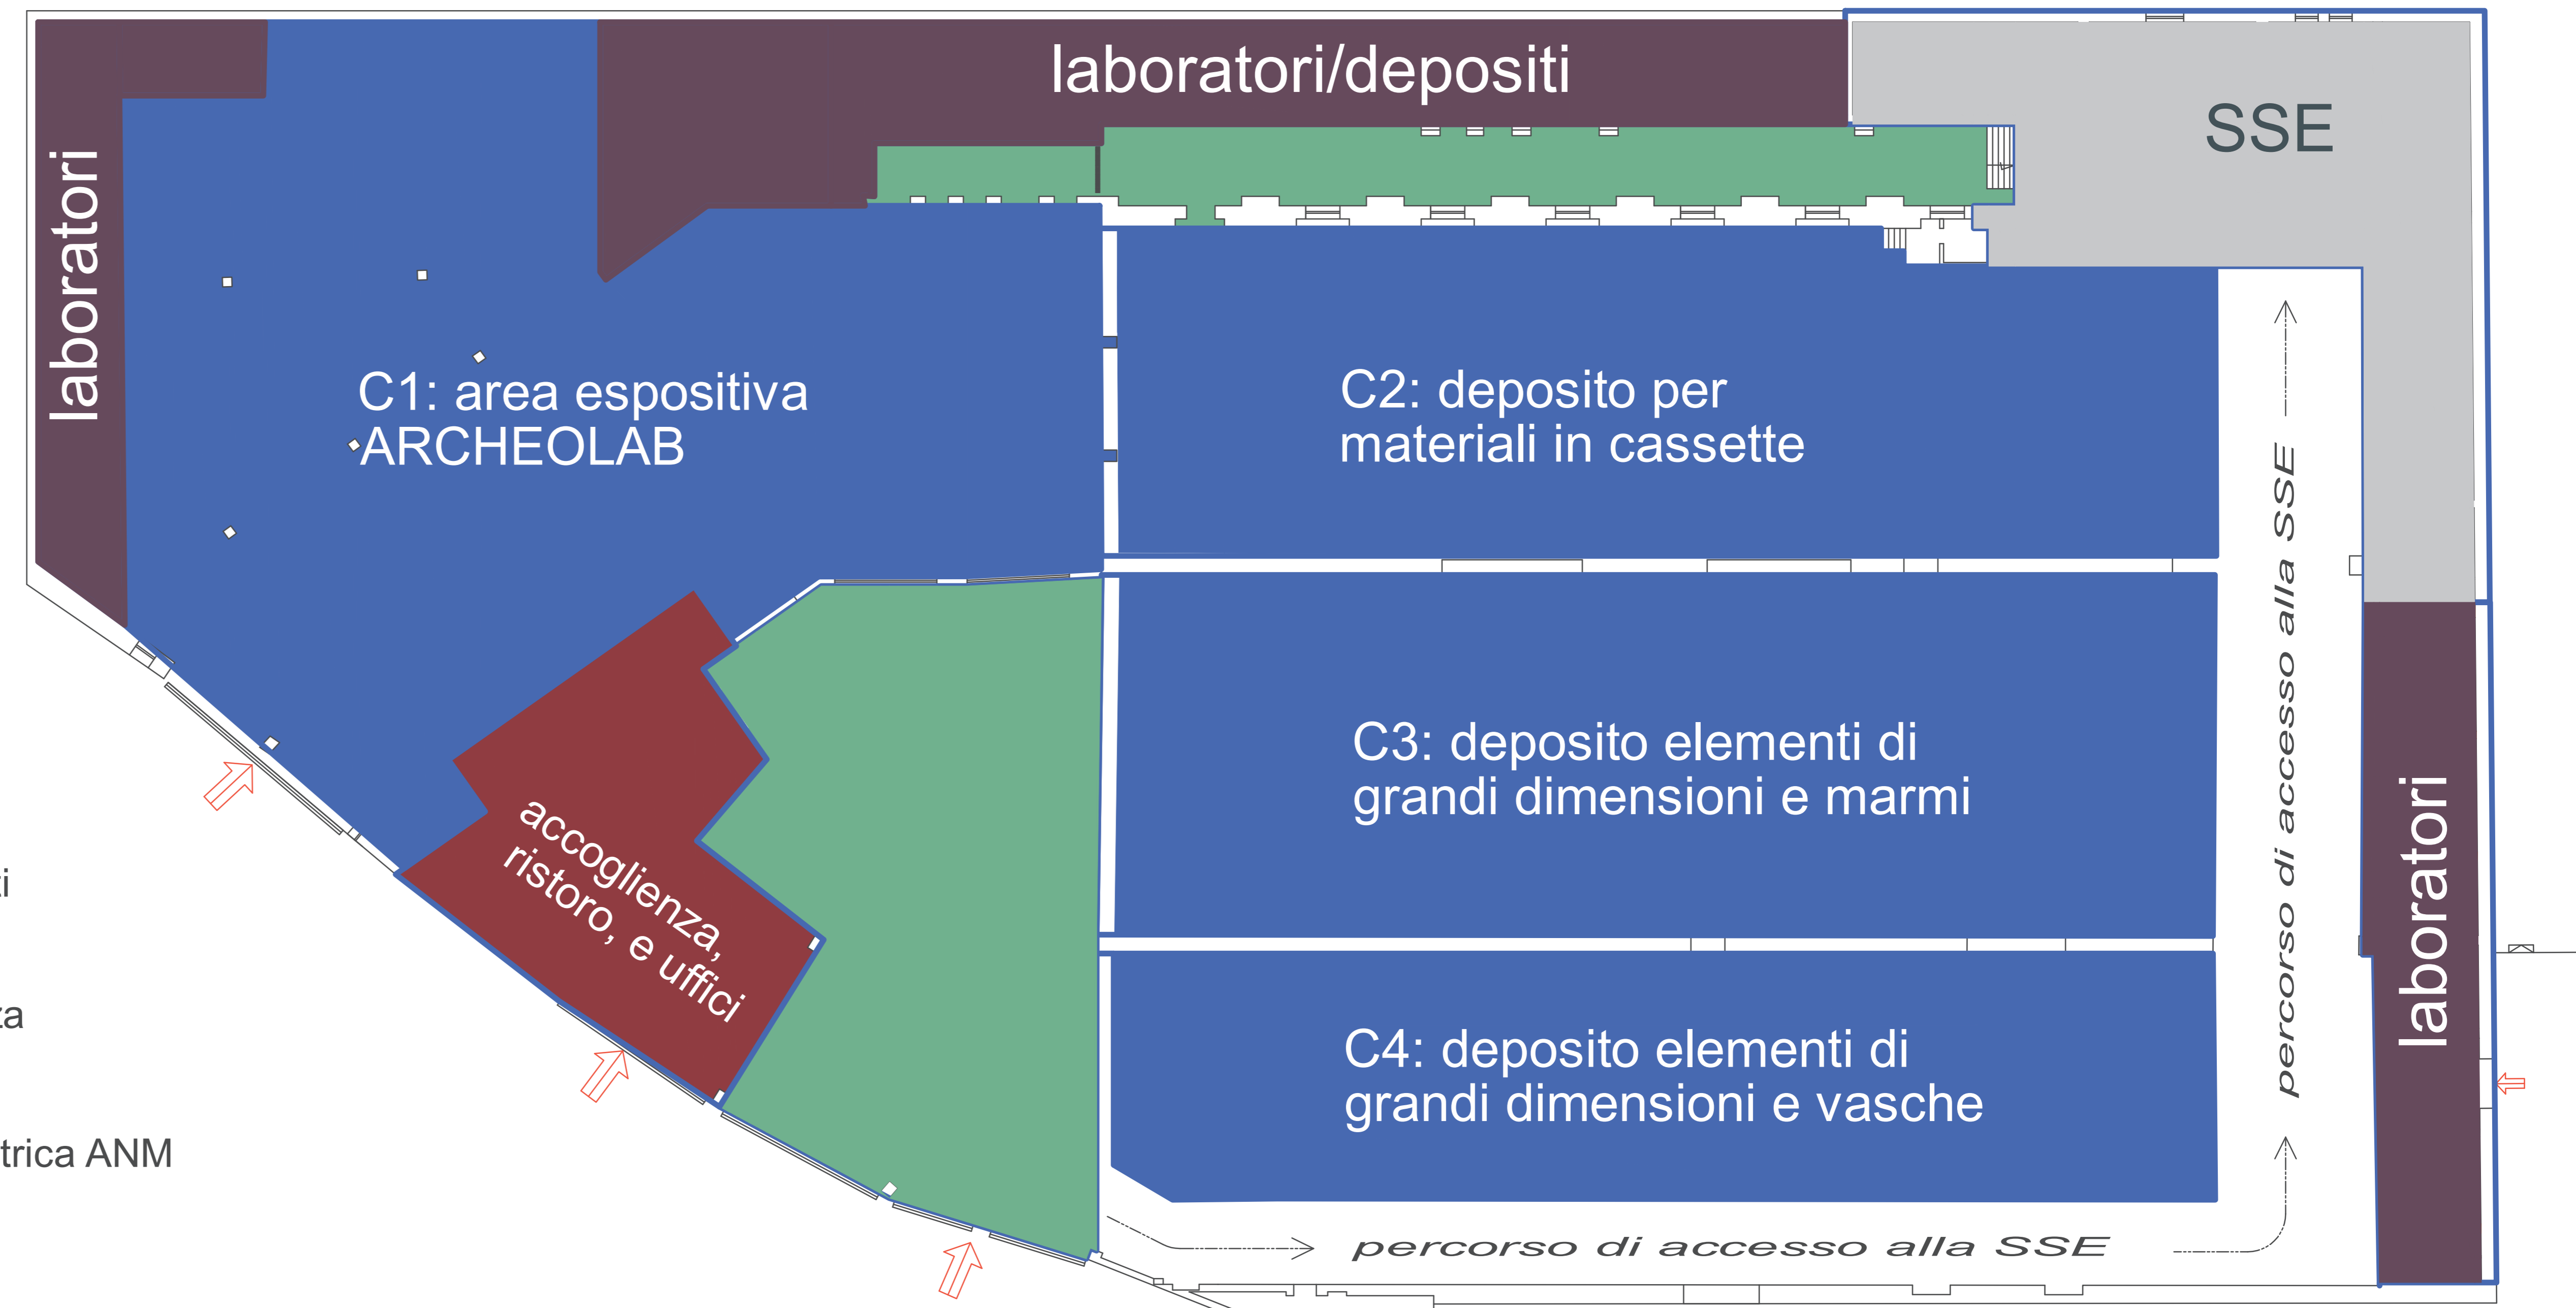 laboratori/depositi
SSE
laboratori
C1: area espositiva
ARCHEOLAB
C2: deposito per
materiali in cassette
percorso di accesso alla SSE
C3: deposito elementi di
grandi dimensioni e marmi
laboratori
accoglienza,
ristoro, e uffici
C4: deposito elementi di
grandi dimensioni e vasche
trica ANM
percorso di accesso alla SSE